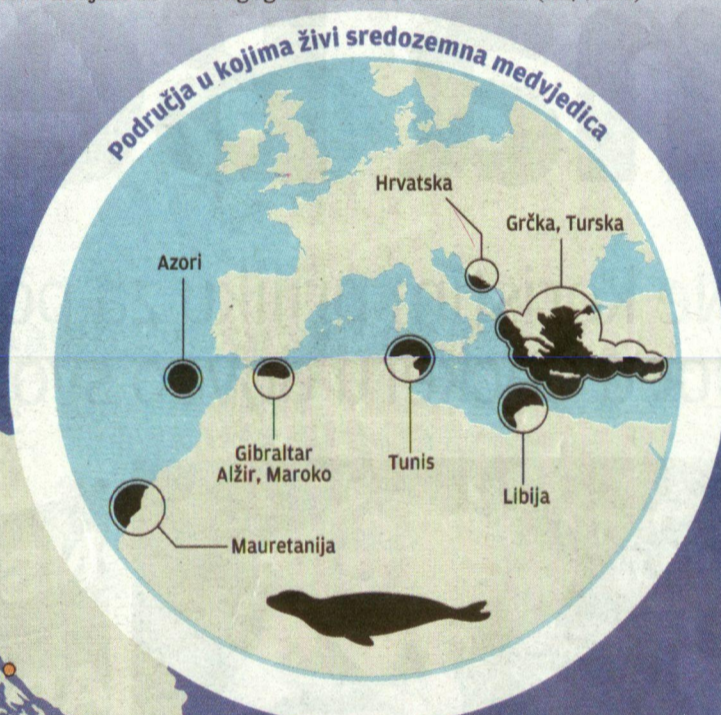 Područja u kojima živi sredozemna medvjedica
Hrvatska
Grčka, Turska
Azori
Gibraltar
Alžir, Maroko
Tunis
Libija
Mauretanija